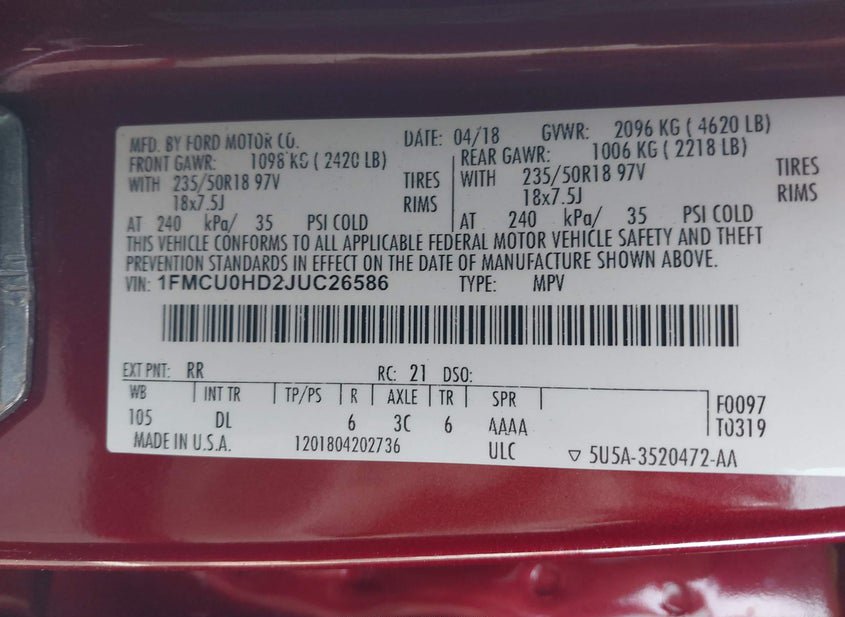 MFD. BY FORD MOTOR CO. DATE: 04/18 GVWR: 2096 KG ( 4620 LB)
FRONT GAWR: 1098 KG ( 2420 LB) REAR GAWR: 1006 KG ( 2218 LB)
WITH 235/50R18 97V TIRES WITH 235/50R18 97V TIRES
18x7.5J RIMS 18x7.5J RIMS
AT 240 kPa/ 35 PSI COLD AT 240 kPa/ 35 PSI COLD
THIS VEHICLE CONFORMS TO ALL APPLICABLE FEDERAL MOTOR VEHICLE SAFETY AND THEFT
PREVENTION STANDARDS IN EFFECT ON THE DATE OF MANUFACTURE SHOWN ABOVE.
VIN: 1FMCU0HD2JUC26586 TYPE: MPV
EXT PNT: RR RC: 21 DSO:
WB INT TR TP/PS R AXLE TR SPR F0097
105 DL 6 3C 6 AAAA T0319
MADE IN U.S.A. 1201804202736 ULC ▽ 5U5A-3520472-AA